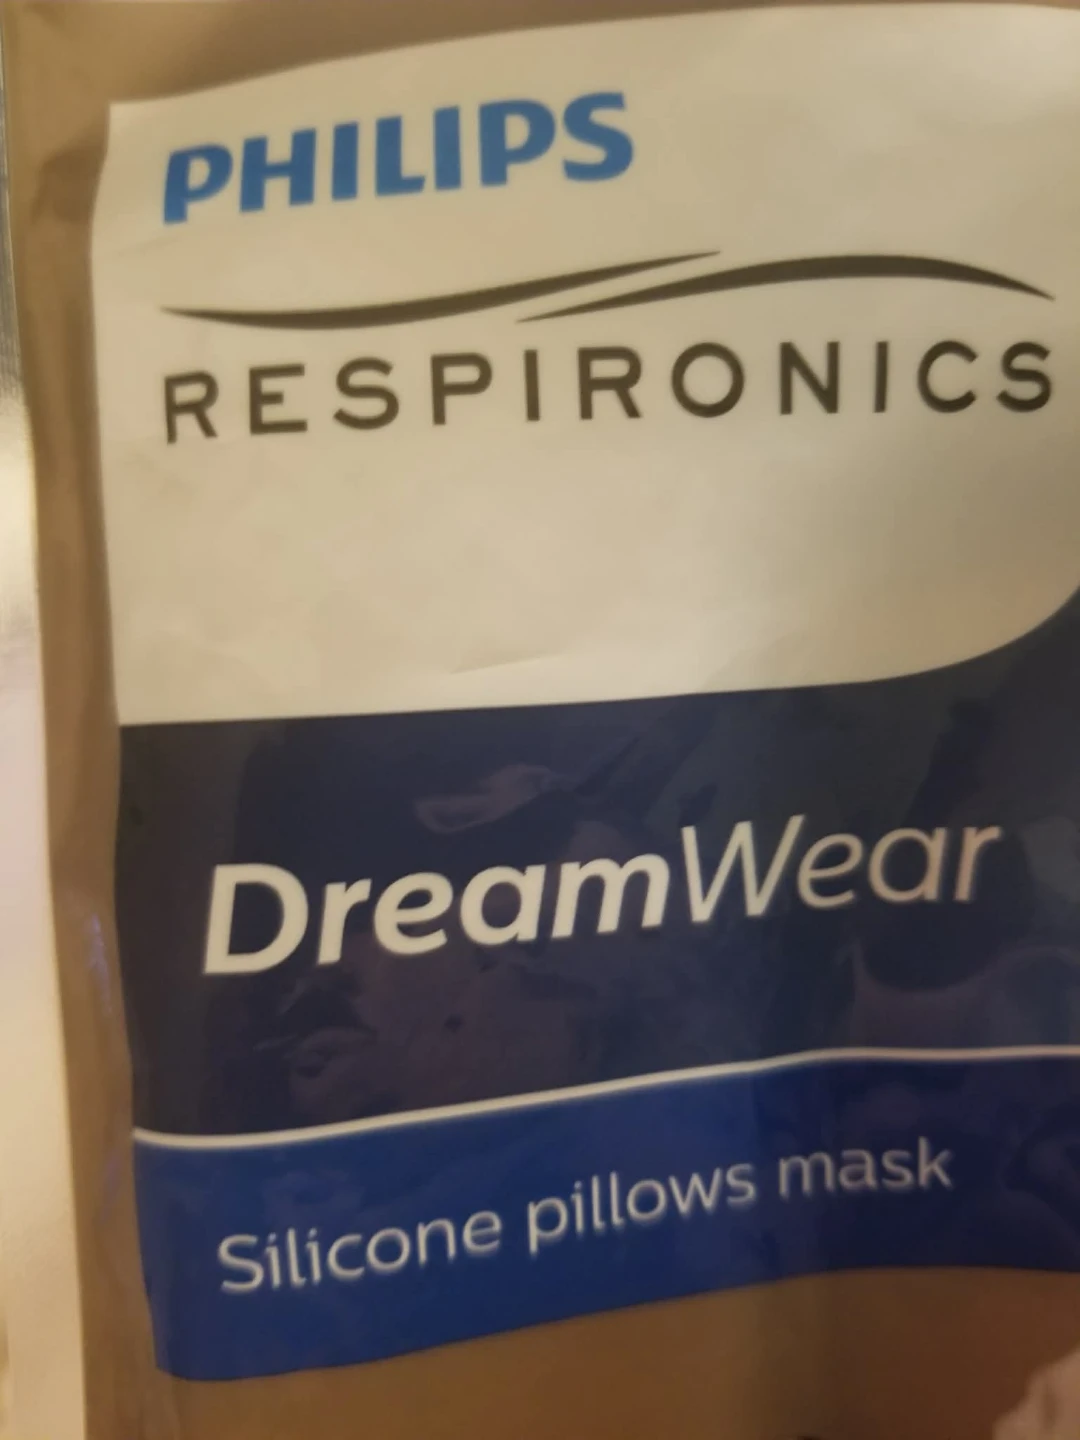 PHILIPS
RESPIRONICS
DreamWear
Silicone pillows mask